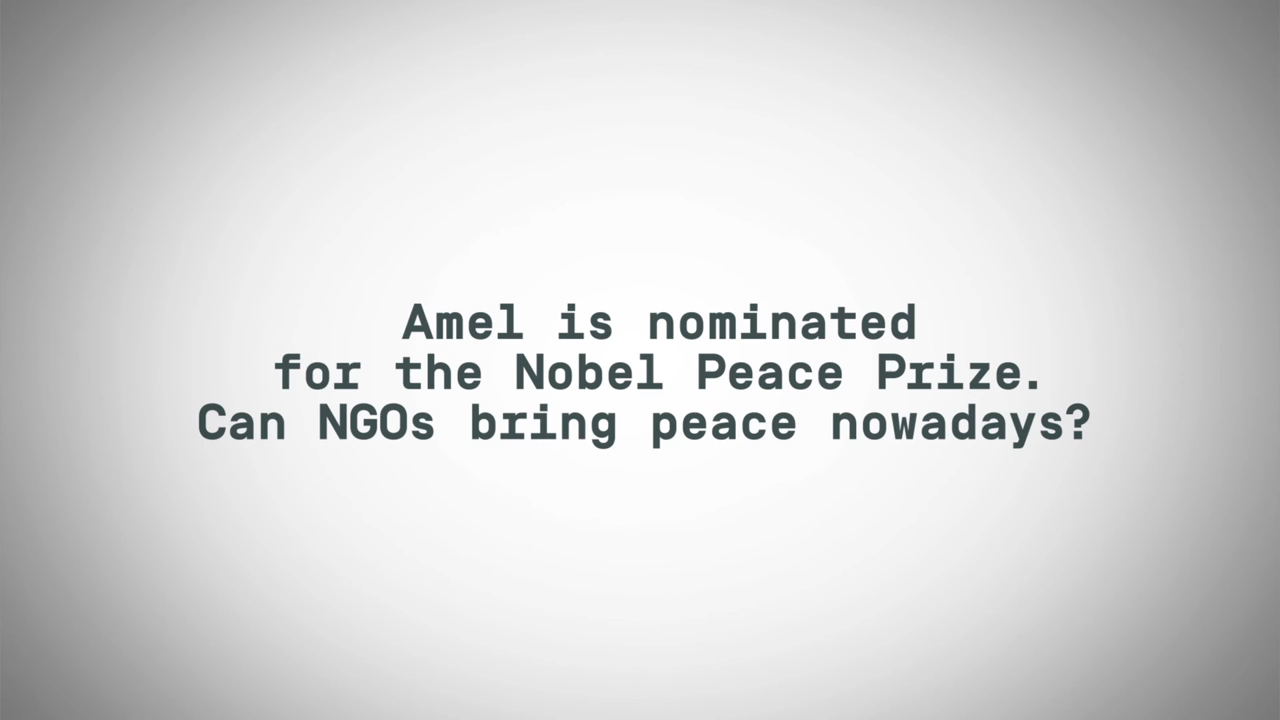 Amel is nominated
for the Nobel Peace Prize.
Can NGOs bring peace nowadays?